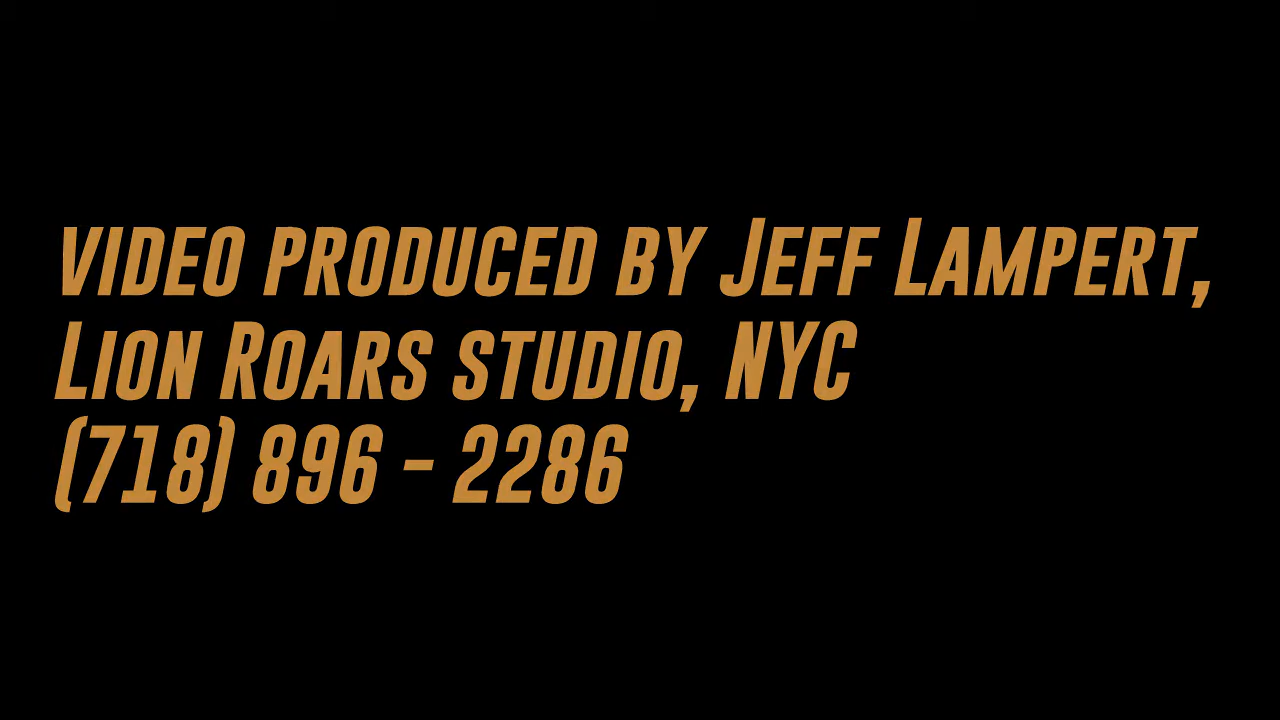 video produced by Jeff Lampert,
Lion Roars studio, NYC
(718) 896 - 2286